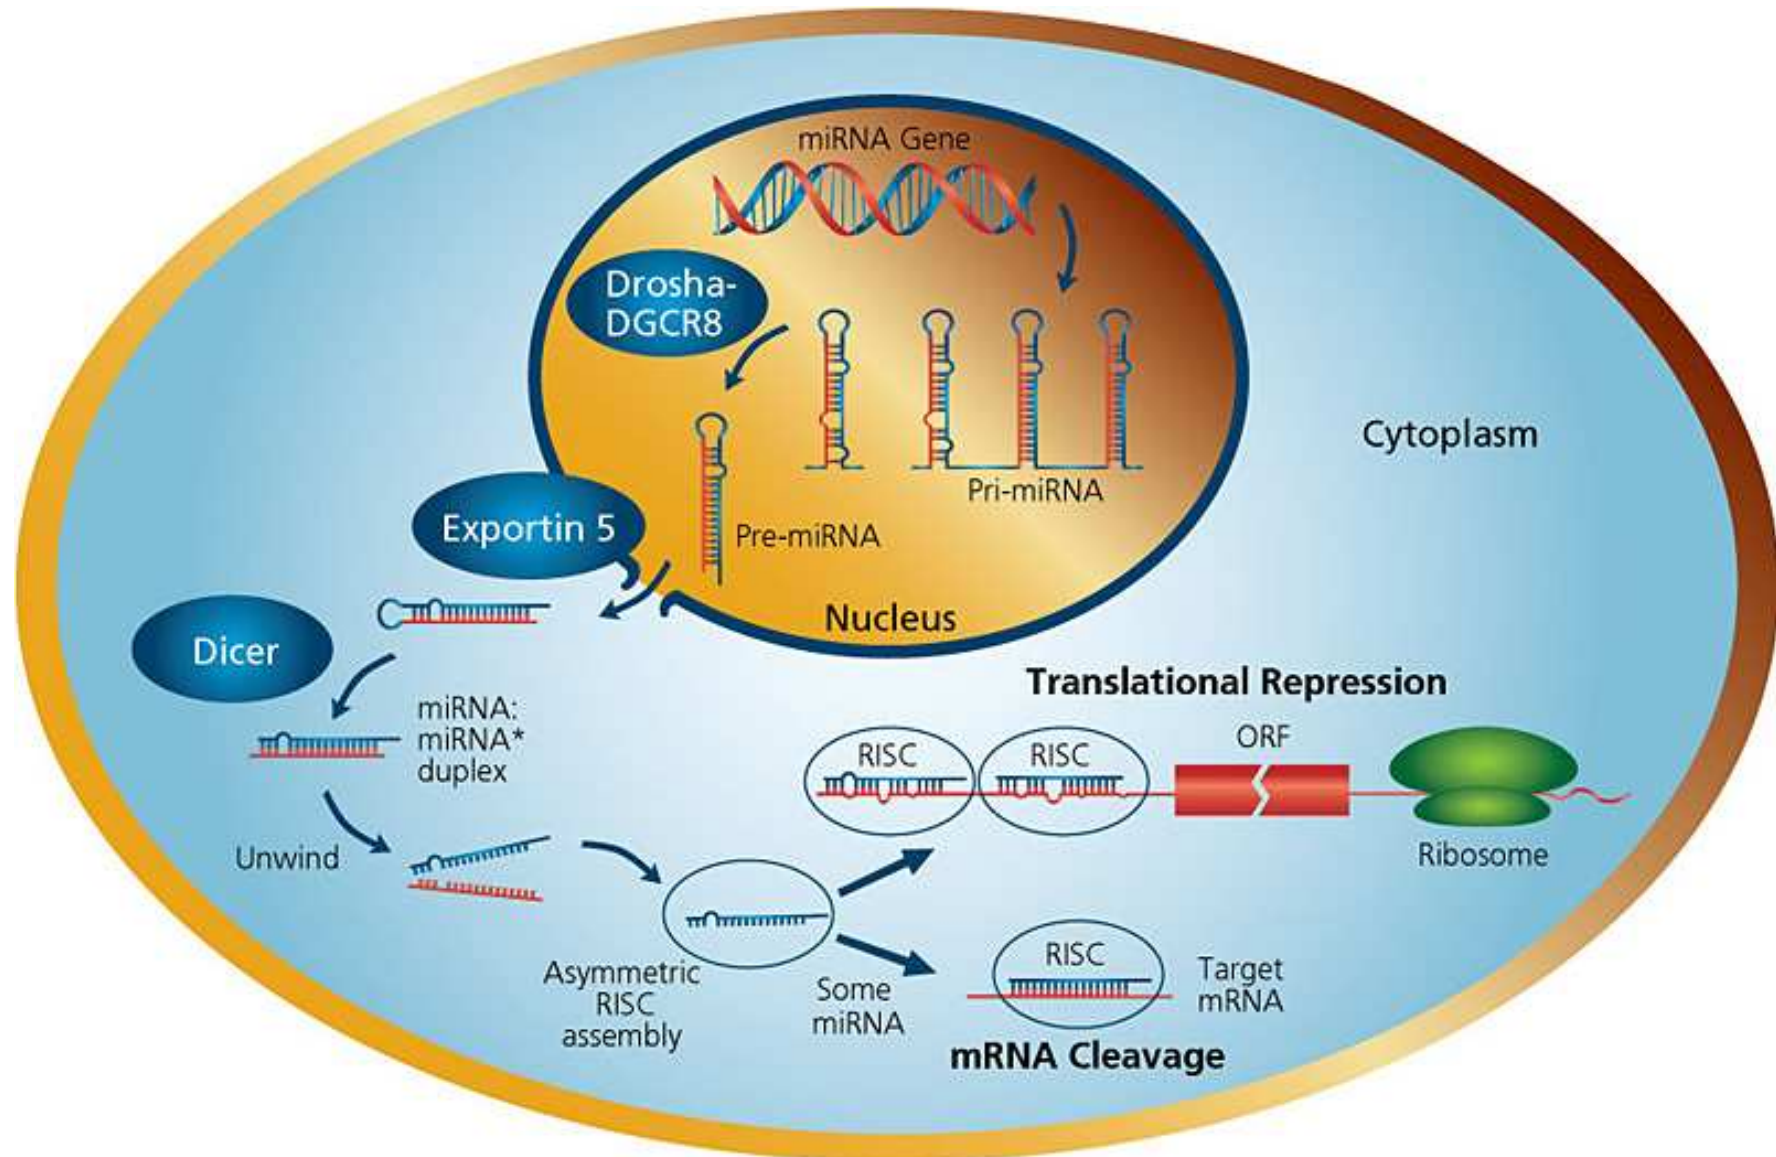 miRNA Gene
Drosha-
DGCR8
Pri-miRNA
Exportin 5
Pre-miRNA
Nucleus
Cytoplasm
Dicer
miRNA:
miRNA*
duplex
Unwind
Asymmetric
RISC
assembly
Translational Repression
RISC
RISC
ORF
Ribosome
Some
miRNA
RISC
Target
mRNA
mRNA Cleavage